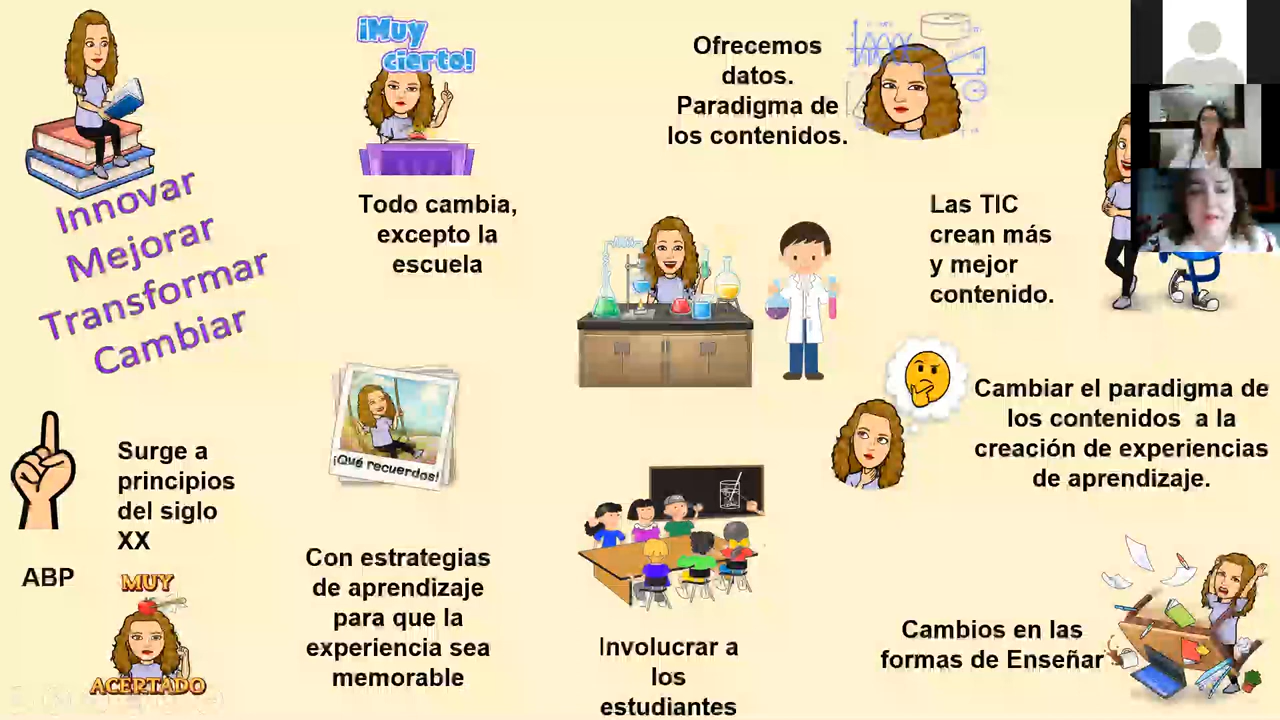 Innovar
Mejorar
Transformar
Cambiar
¡Muy
cierto!
Todo cambia,
excepto la
escuela
Ofrecemos
datos.
Paradigma de
los contenidos.
Las TIC
crean más
y mejor
contenido.
Cambiar el paradigma de
los contenidos a la
creación de experiencias
de aprendizaje.
¡Qué recuerdos!
Surge a
principios
del siglo
XX
ABP
MUY
ACERTADO
Con estrategias
de aprendizaje
para que la
experiencia sea
memorable
Involucrar a
los
estudiantes
Cambios en las
formas de Enseñar